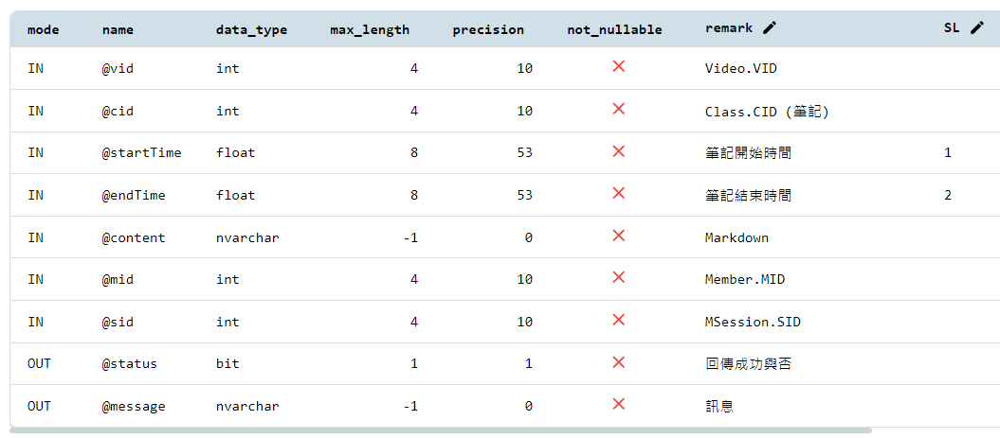 mode name data_type max_length precision not_nullable remark SL
IN @vid int 4 10 Video.VID
IN @cid int 4 10 Class.CID (筆記)
IN @startTime float 8 53 筆記開始時間 1
IN @endTime float 8 53 筆記結束時間 2
IN @content nvarchar -1 0 Markdown
IN @mid int 4 10 Member.MID
IN @sid int 4 10 MSession.SID
OUT @status bit 1 1 回傳成功與否
OUT @message nvarchar -1 0 訊息